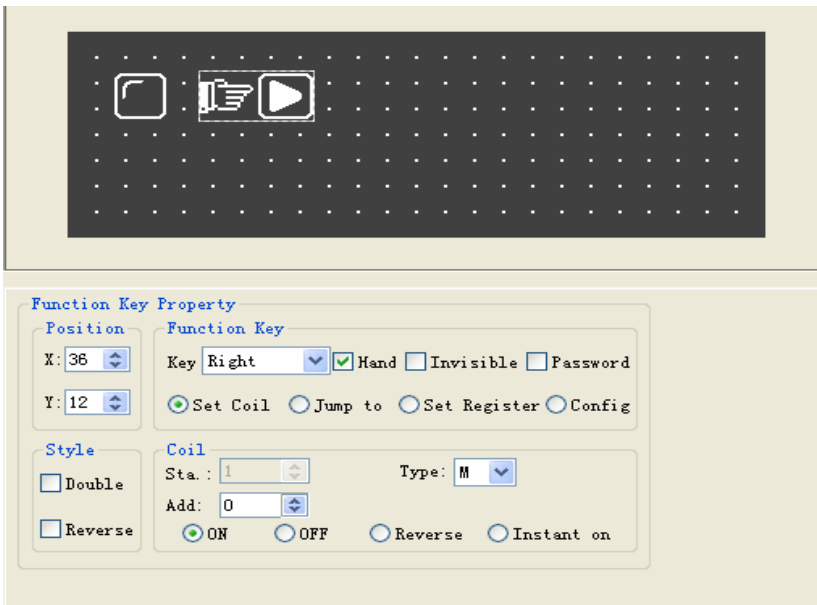 Function Key Property
Position
Function Key
X: 36
Key Right Hand Invisible Password
Y: 12
Set Coil Jump to Set Register Config
Style
Coil
Double
Sta.: 1 Type: M
Add: 0
Reverse
ON OFF Reverse Instant on